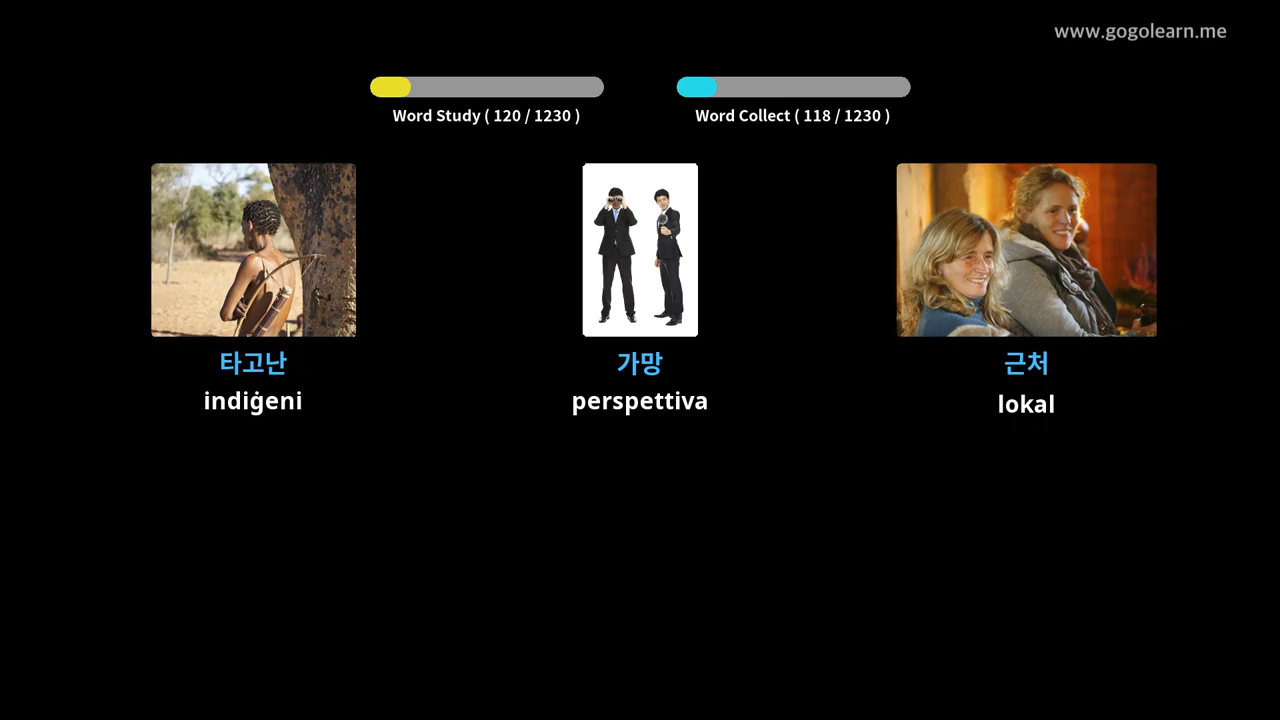 www.gogolearn.me
Word Study ( 120 / 1230 )
Word Collect ( 118 / 1230 )
타고난
indiġeni
가망
perspettiva
근처
lokal